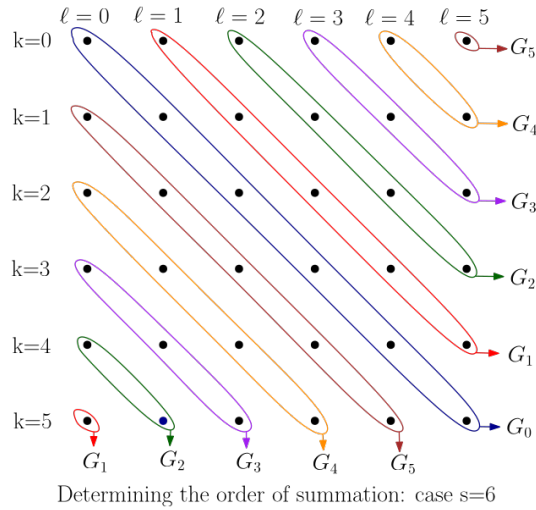 ℓ=0 ℓ=1 ℓ=2 ℓ=3 ℓ=4 ℓ=5
k=0
G₅
k=1
G₄
k=2
G₃
k=3
G₂
k=4
G₁
k=5
G₀
G₁ G₂ G₃ G₄ G₅
Determining the order of summation: case s=6